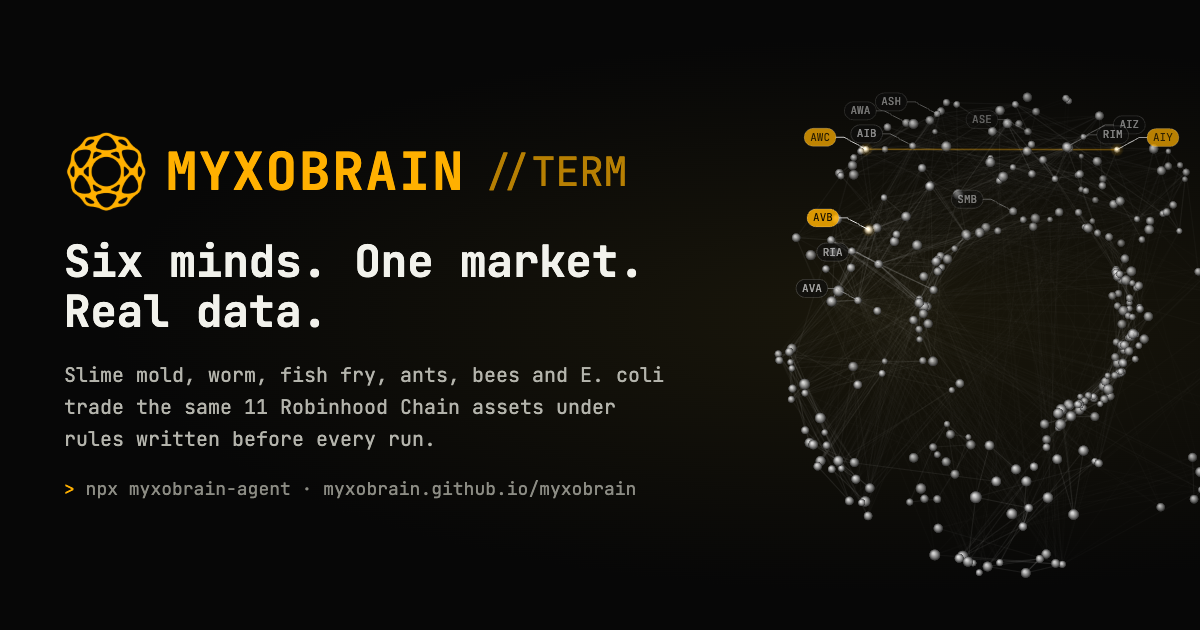 MYXOBRAIN //TERM
Six minds. One market.
Real data.
Slime mold, worm, fish fry, ants, bees and E. coli
trade the same 11 Robinhood Chain assets under
rules written before every run.
> npx myxobrain-agent · myxobrain.github.io/myxobrain
ASH
AWA
ASE
AIZ
AWC
AIB
RIM
AIY
SMB
AVB
RIA
AVA